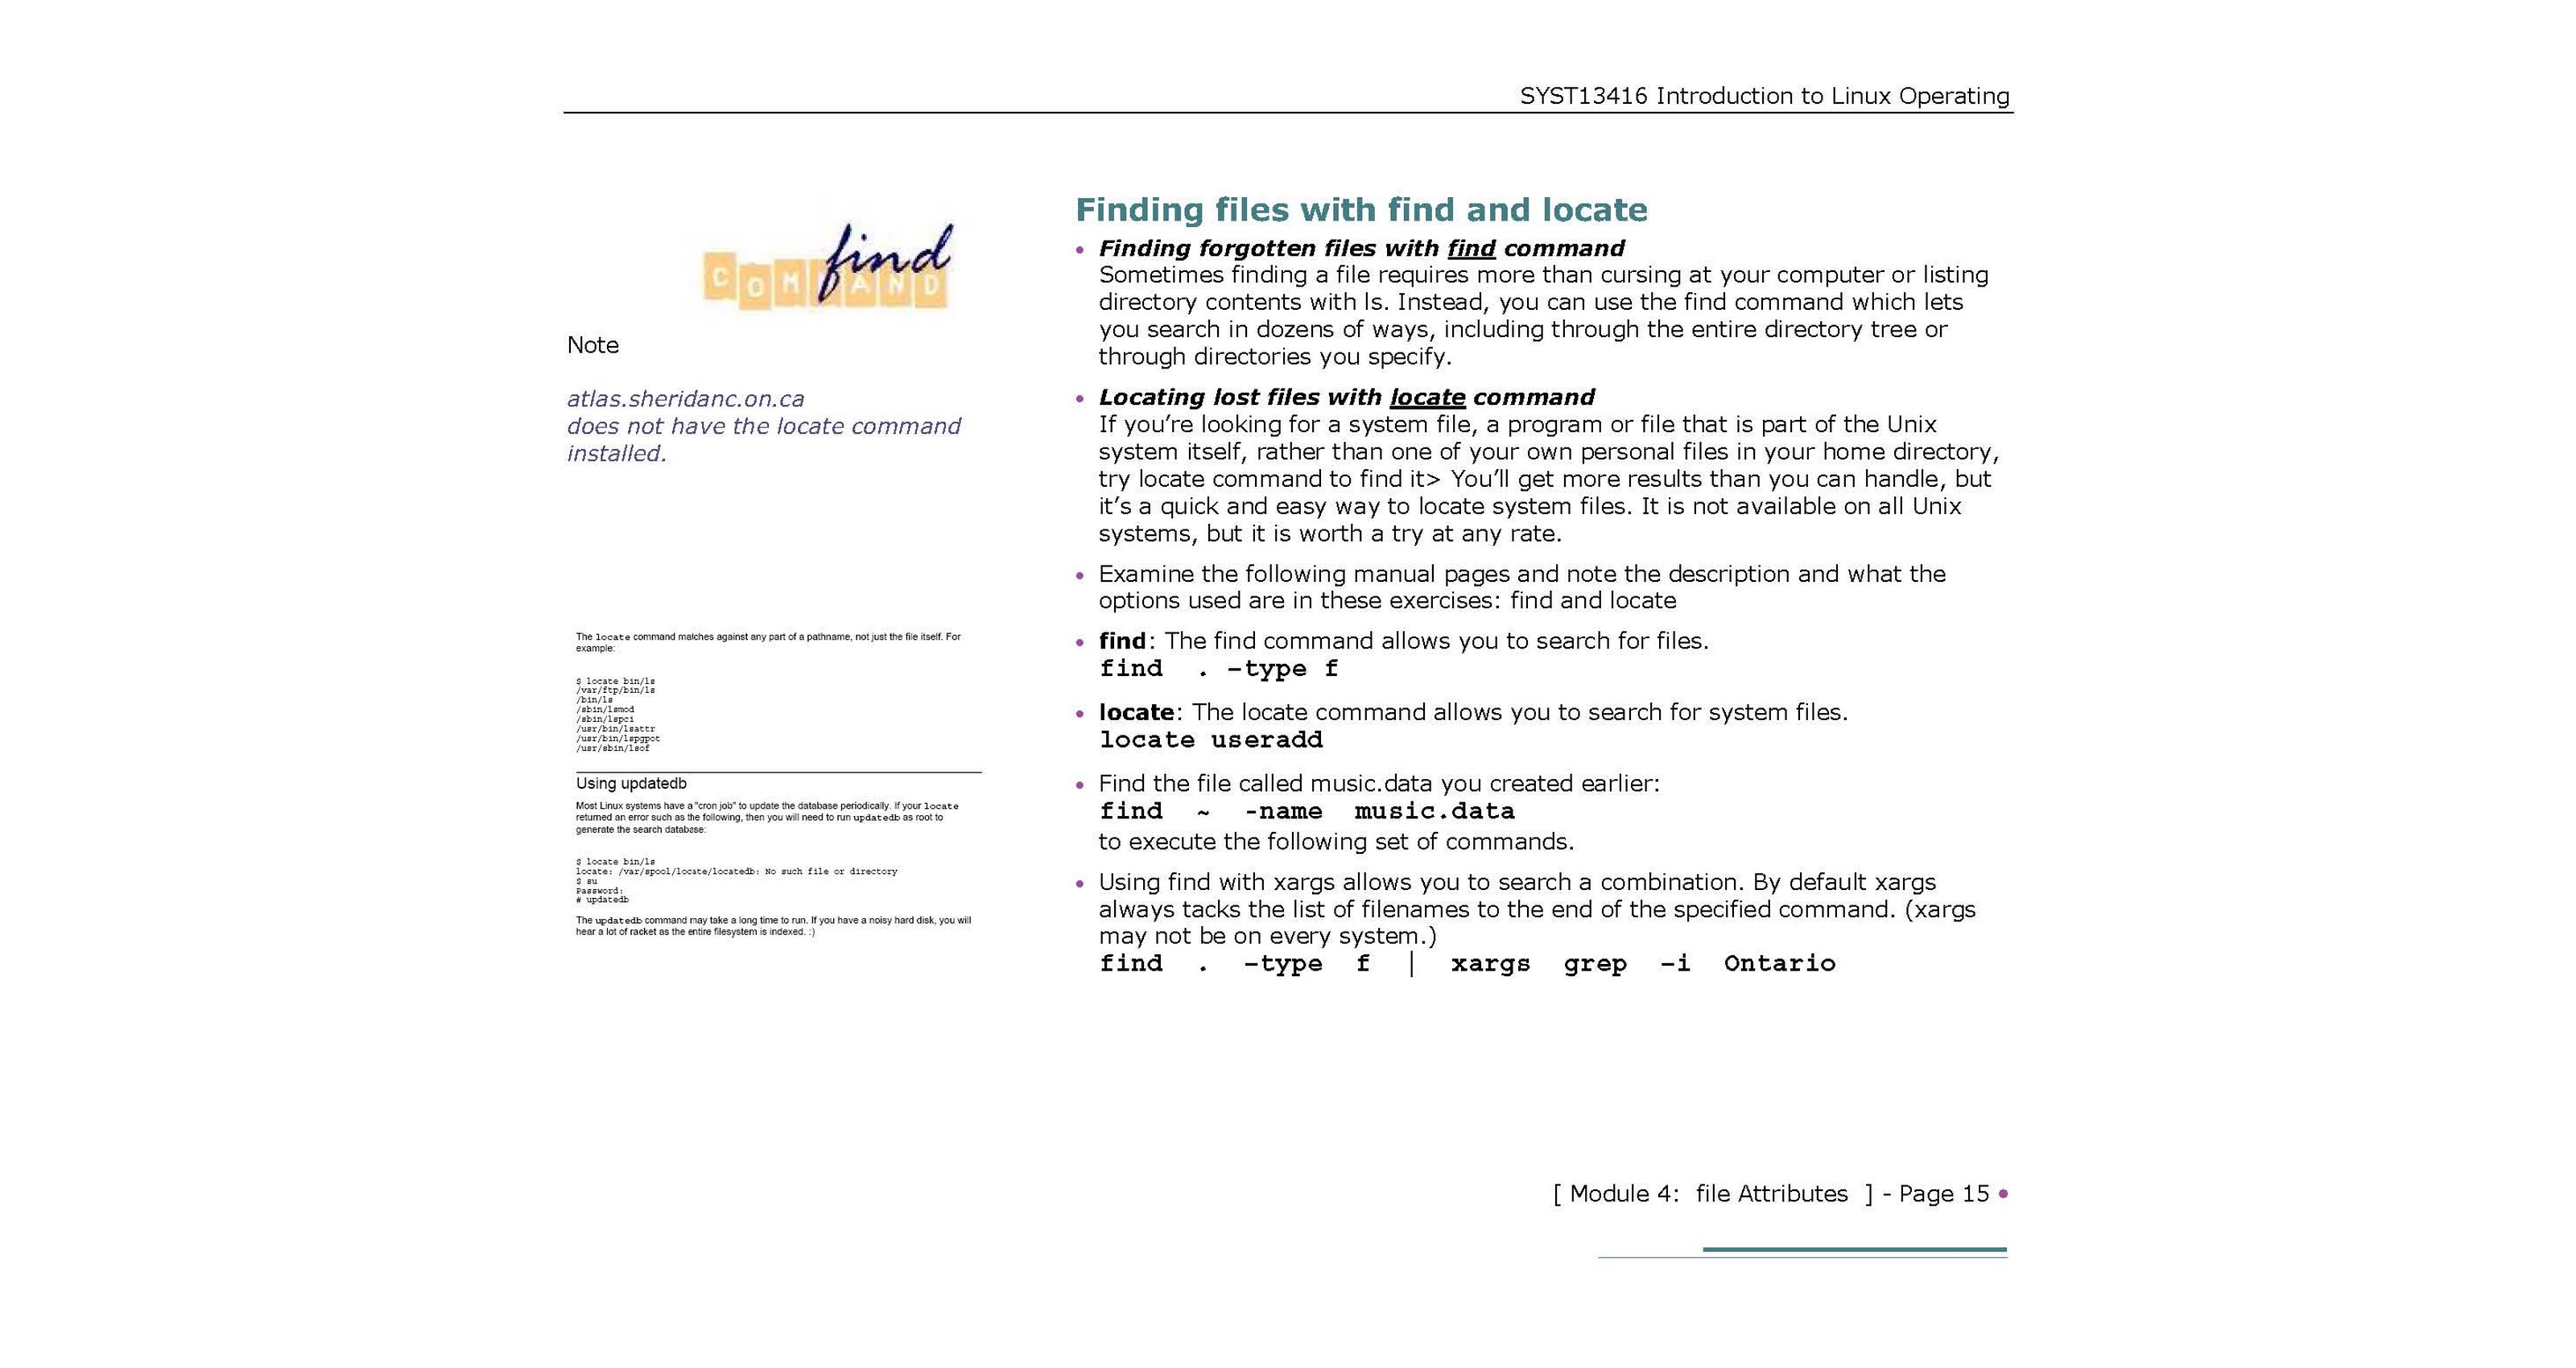 SYST13416 Introduction to Linux Operating
COMMAND
find
Note
atlas.sheridanc.on.ca
does not have the locate command
installed.
The locate command matches against any part of a pathname, not just the file itself. For
example:
$ locate bin/ls
/var/ftp/bin/ls
/bin/ls
/sbin/lsmod
/sbin/lspci
/usr/bin/lsattr
/usr/bin/lspgpot
/usr/sbin/lsof
Using updatedb
Most Linux systems have a "cron job" to update the database periodically. If your locate
returned an error such as the following, then you will need to run updatedb as root to
generate the search database:
$ locate bin/ls
locate: /var/spool/locate/locatedb: No such file or directory
$ su
Password:
# updatedb
The updatedb command may take a long time to run. If you have a noisy hard disk, you will
hear a lot of racket as the entire filesystem is indexed. :)
Finding files with find and locate
• Finding forgotten files with find command
Sometimes finding a file requires more than cursing at your computer or listing
directory contents with ls. Instead, you can use the find command which lets
you search in dozens of ways, including through the entire directory tree or
through directories you specify.
• Locating lost files with locate command
If you’re looking for a system file, a program or file that is part of the Unix
system itself, rather than one of your own personal files in your home directory,
try locate command to find it> You’ll get more results than you can handle, but
it’s a quick and easy way to locate system files. It is not available on all Unix
systems, but it is worth a try at any rate.
• Examine the following manual pages and note the description and what the
options used are in these exercises: find and locate
• find: The find command allows you to search for files.
find . –type f
• locate: The locate command allows you to search for system files.
locate useradd
• Find the file called music.data you created earlier:
find ~ -name music.data
to execute the following set of commands.
• Using find with xargs allows you to search a combination. By default xargs
always tacks the list of filenames to the end of the specified command. (xargs
may not be on every system.)
find . –type f | xargs grep –i Ontario
[ Module 4: file Attributes ] - Page 15 •